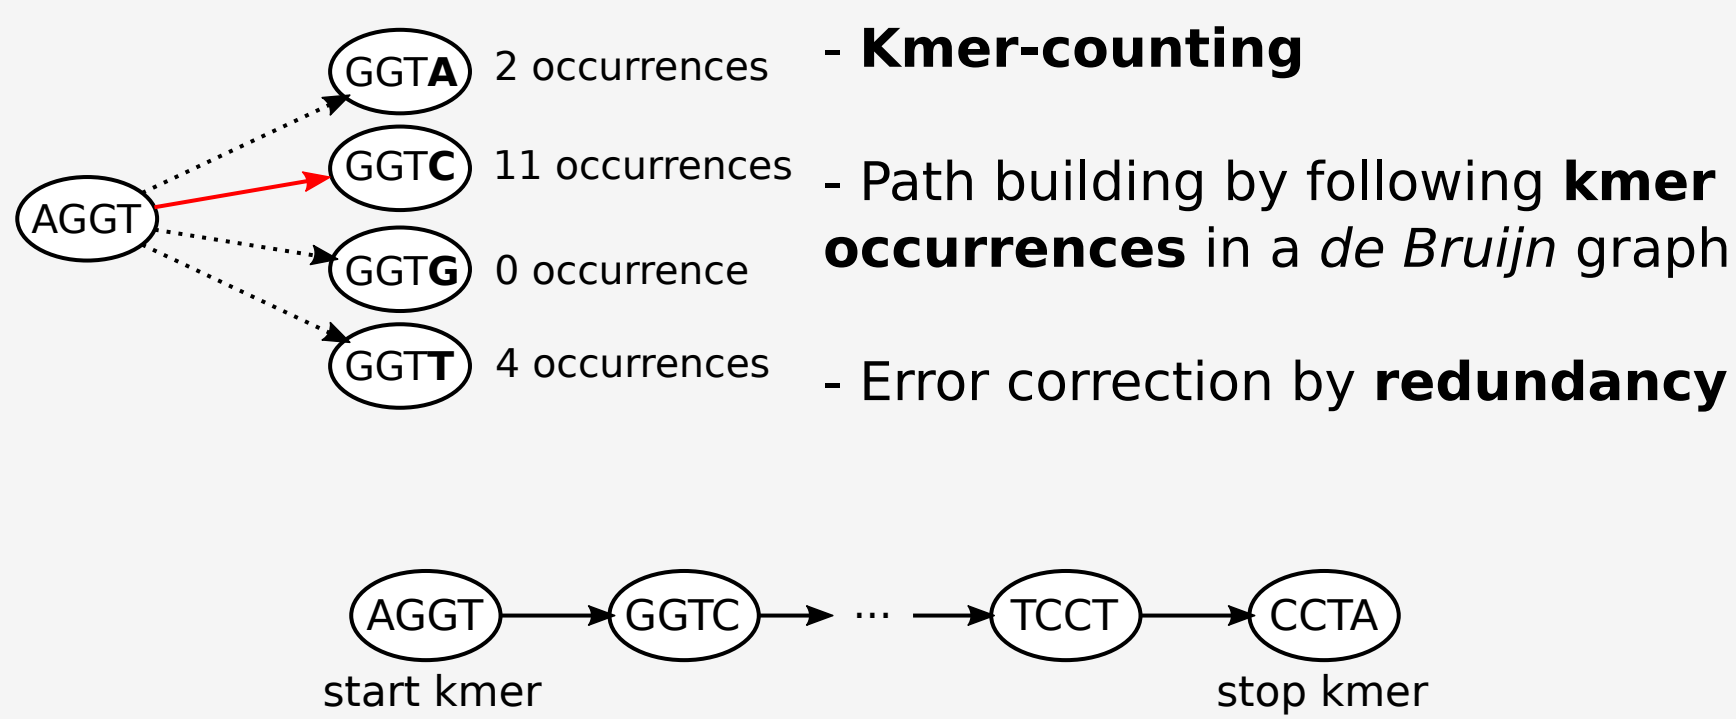 GGTA 2 occurrences
GGTC 11 occurrences
AGGT
GGTG 0 occurrence
GGTT 4 occurrences
- Kmer-counting
- Path building by following kmer
occurrences in a de Bruijn graph
- Error correction by redundancy
AGGT GGTC ... TCCT CCTA
start kmer stop kmer